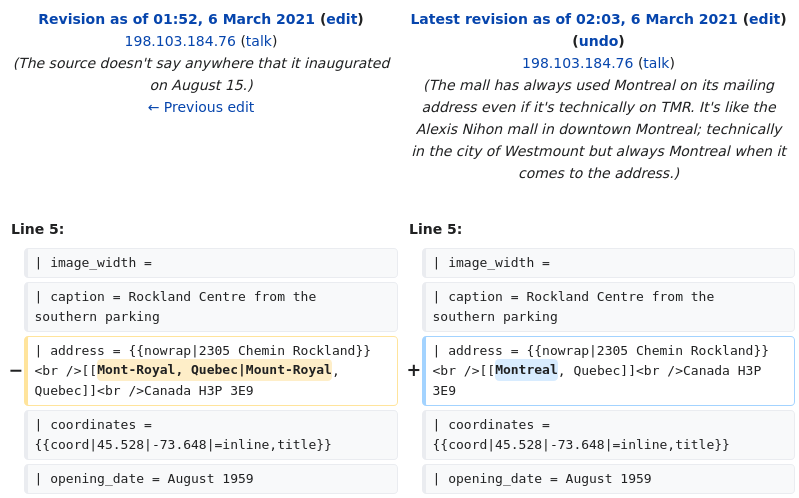 Revision as of 01:52, 6 March 2021 (edit)
198.103.184.76 (talk)
(The source doesn't say anywhere that it inaugurated
on August 15.)
← Previous edit
Latest revision as of 02:03, 6 March 2021 (edit)
(undo)
198.103.184.76 (talk)
(The mall has always used Montreal on its mailing
address even if it's technically on TMR. It's like the
Alexis Nihon mall in downtown Montreal; technically
in the city of Westmount but always Montreal when it
comes to the address.)
Line 5:
| image_width =
| caption = Rockland Centre from the
southern parking
− | address = {{nowrap|2305 Chemin Rockland}}
<br />[[Mont-Royal, Quebec|Mount-Royal,
Quebec]]<br />Canada H3P 3E9
| coordinates =
{{coord|45.528|-73.648|=inline,title}}
| opening_date = August 1959
Line 5:
| image_width =
| caption = Rockland Centre from the
southern parking
+ | address = {{nowrap|2305 Chemin Rockland}}
<br />[[Montreal, Quebec]]<br />Canada H3P
3E9
| coordinates =
{{coord|45.528|-73.648|=inline,title}}
| opening_date = August 1959